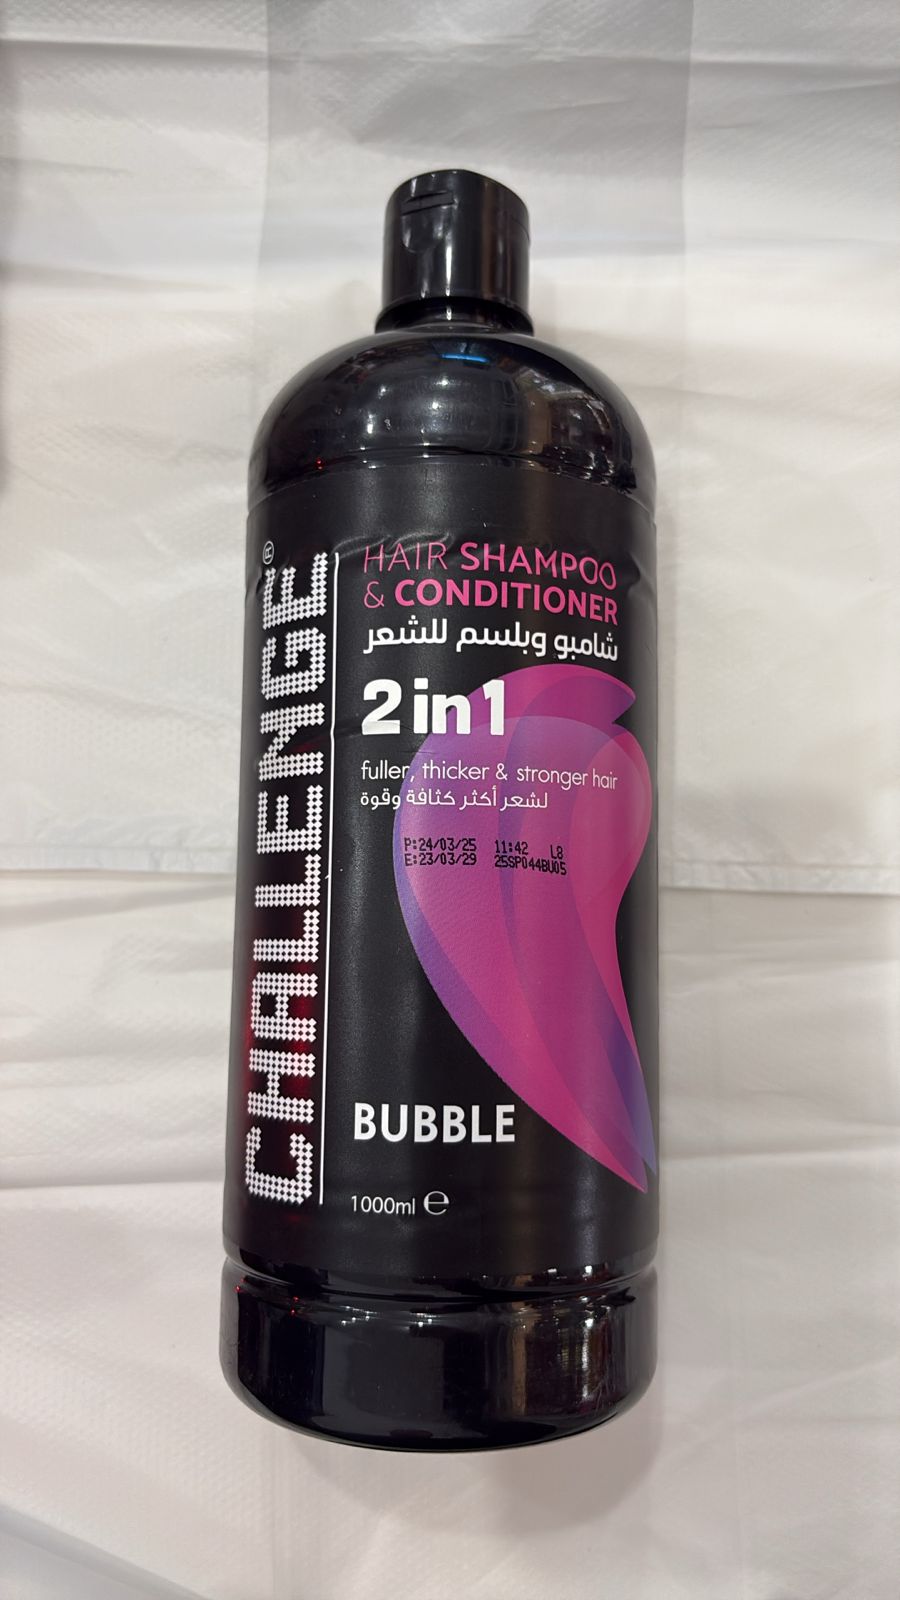 CHALLENGE®
HAIR SHAMPOO
& CONDITIONER
شامبو وبلسم للشعر
2 in 1
fuller, thicker & stronger hair
لشعر أكثر كثافة وقوة
P:24/03/25 11:42 L8
E:23/03/29 25SP044BU05
BUBBLE
1000ml ℮